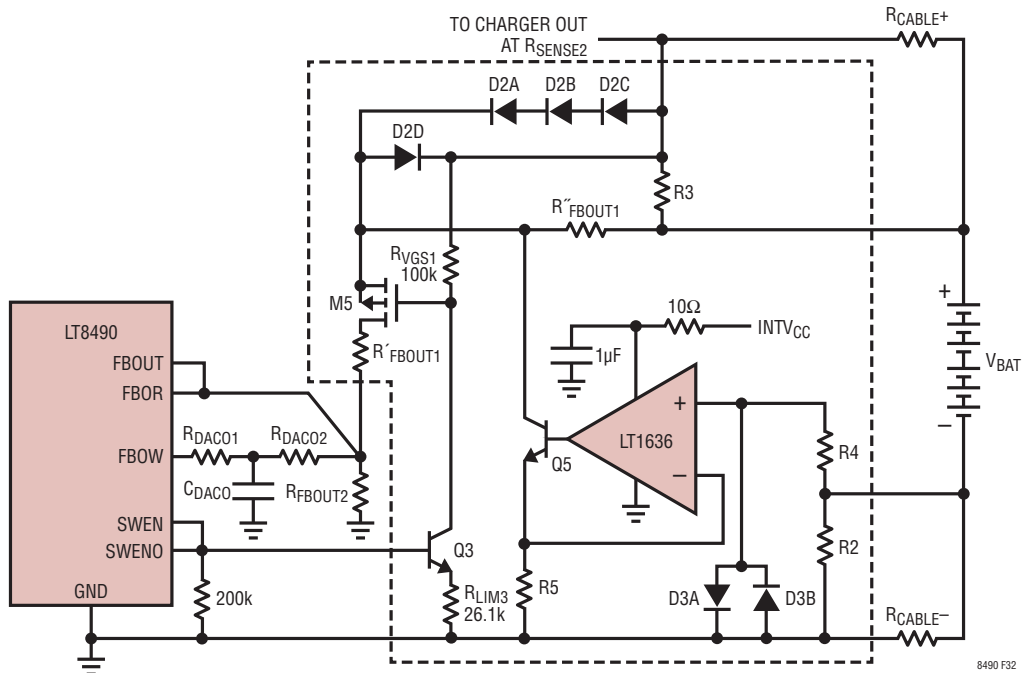 TO CHARGER OUT
AT RSENSE2
RCABLE+
D2A
D2B
D2C
D2D
R3
R˝FBOUT1
RVGS1
100k
M5
10Ω
INTVCC
LT8490
R´FBOUT1
1µF
+
VBAT
–
FBOUT
FBOR
+
LT1636
–
R4
RDACO1
RDACO2
FBOW
Q5
CDACO
RFBOUT2
SWEN
SWENO
Q3
R2
GND
200k
RLIM3
26.1k
R5
D3A
D3B
RCABLE–
8490 F32